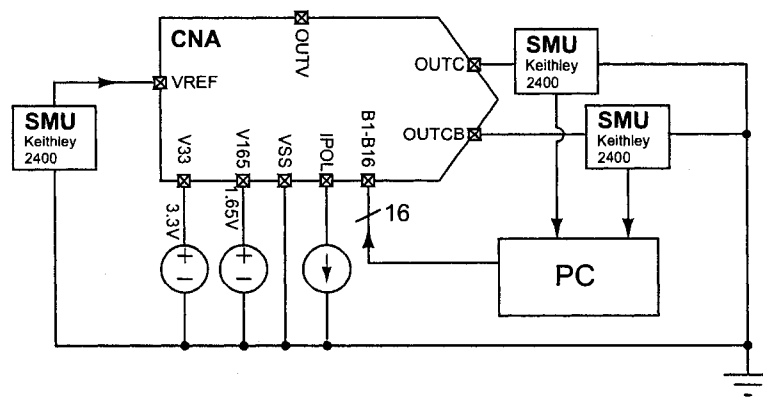 CNA
OUTV
SMU
Keithley
2400
OUTC
VREF
SMU
Keithley
2400
SMU
Keithley
2400
OUTCB
V33
V165
VSS
IPOL
B1-B16
3.3V
1.65V
16
PC